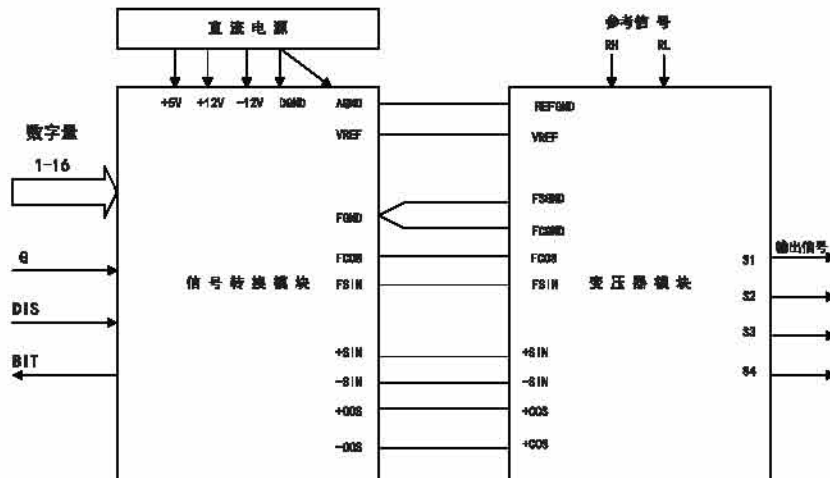 直 流 电 源
参考信 号
RH RL
+5V +12V -12V DGND AGND
REFGND
VREF
VREF
数字量
1-16
FGND
FSGND
FCGND
FCOS
FCOS
θ
FSIN
FSIN
信 号 转 换 模 块
变 压 器 模 块
S1
输出信号
S2
S3
S4
DIS
BIT
+SIN
+SIN
-SIN
-SIN
+COS
+COS
-COS
+COS